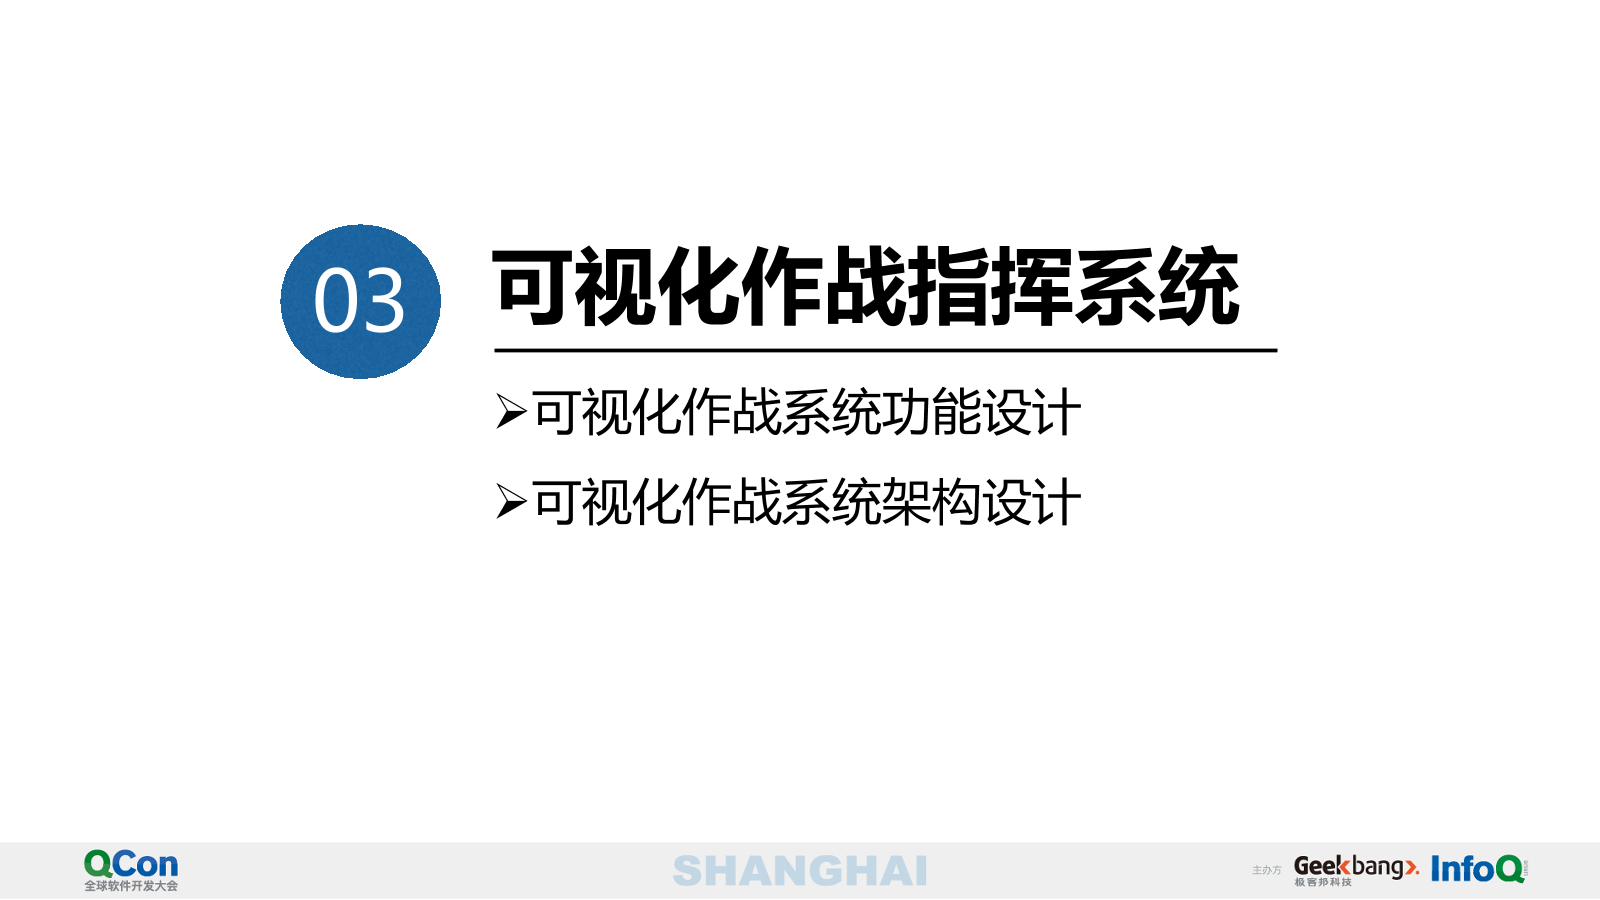 03
可视化作战指挥系统
➢可视化作战系统功能设计
➢可视化作战系统架构设计
QCon
全球软件开发大会
SHANGHAI
主办方
Geekbang>.
极客邦科技
InfoQ